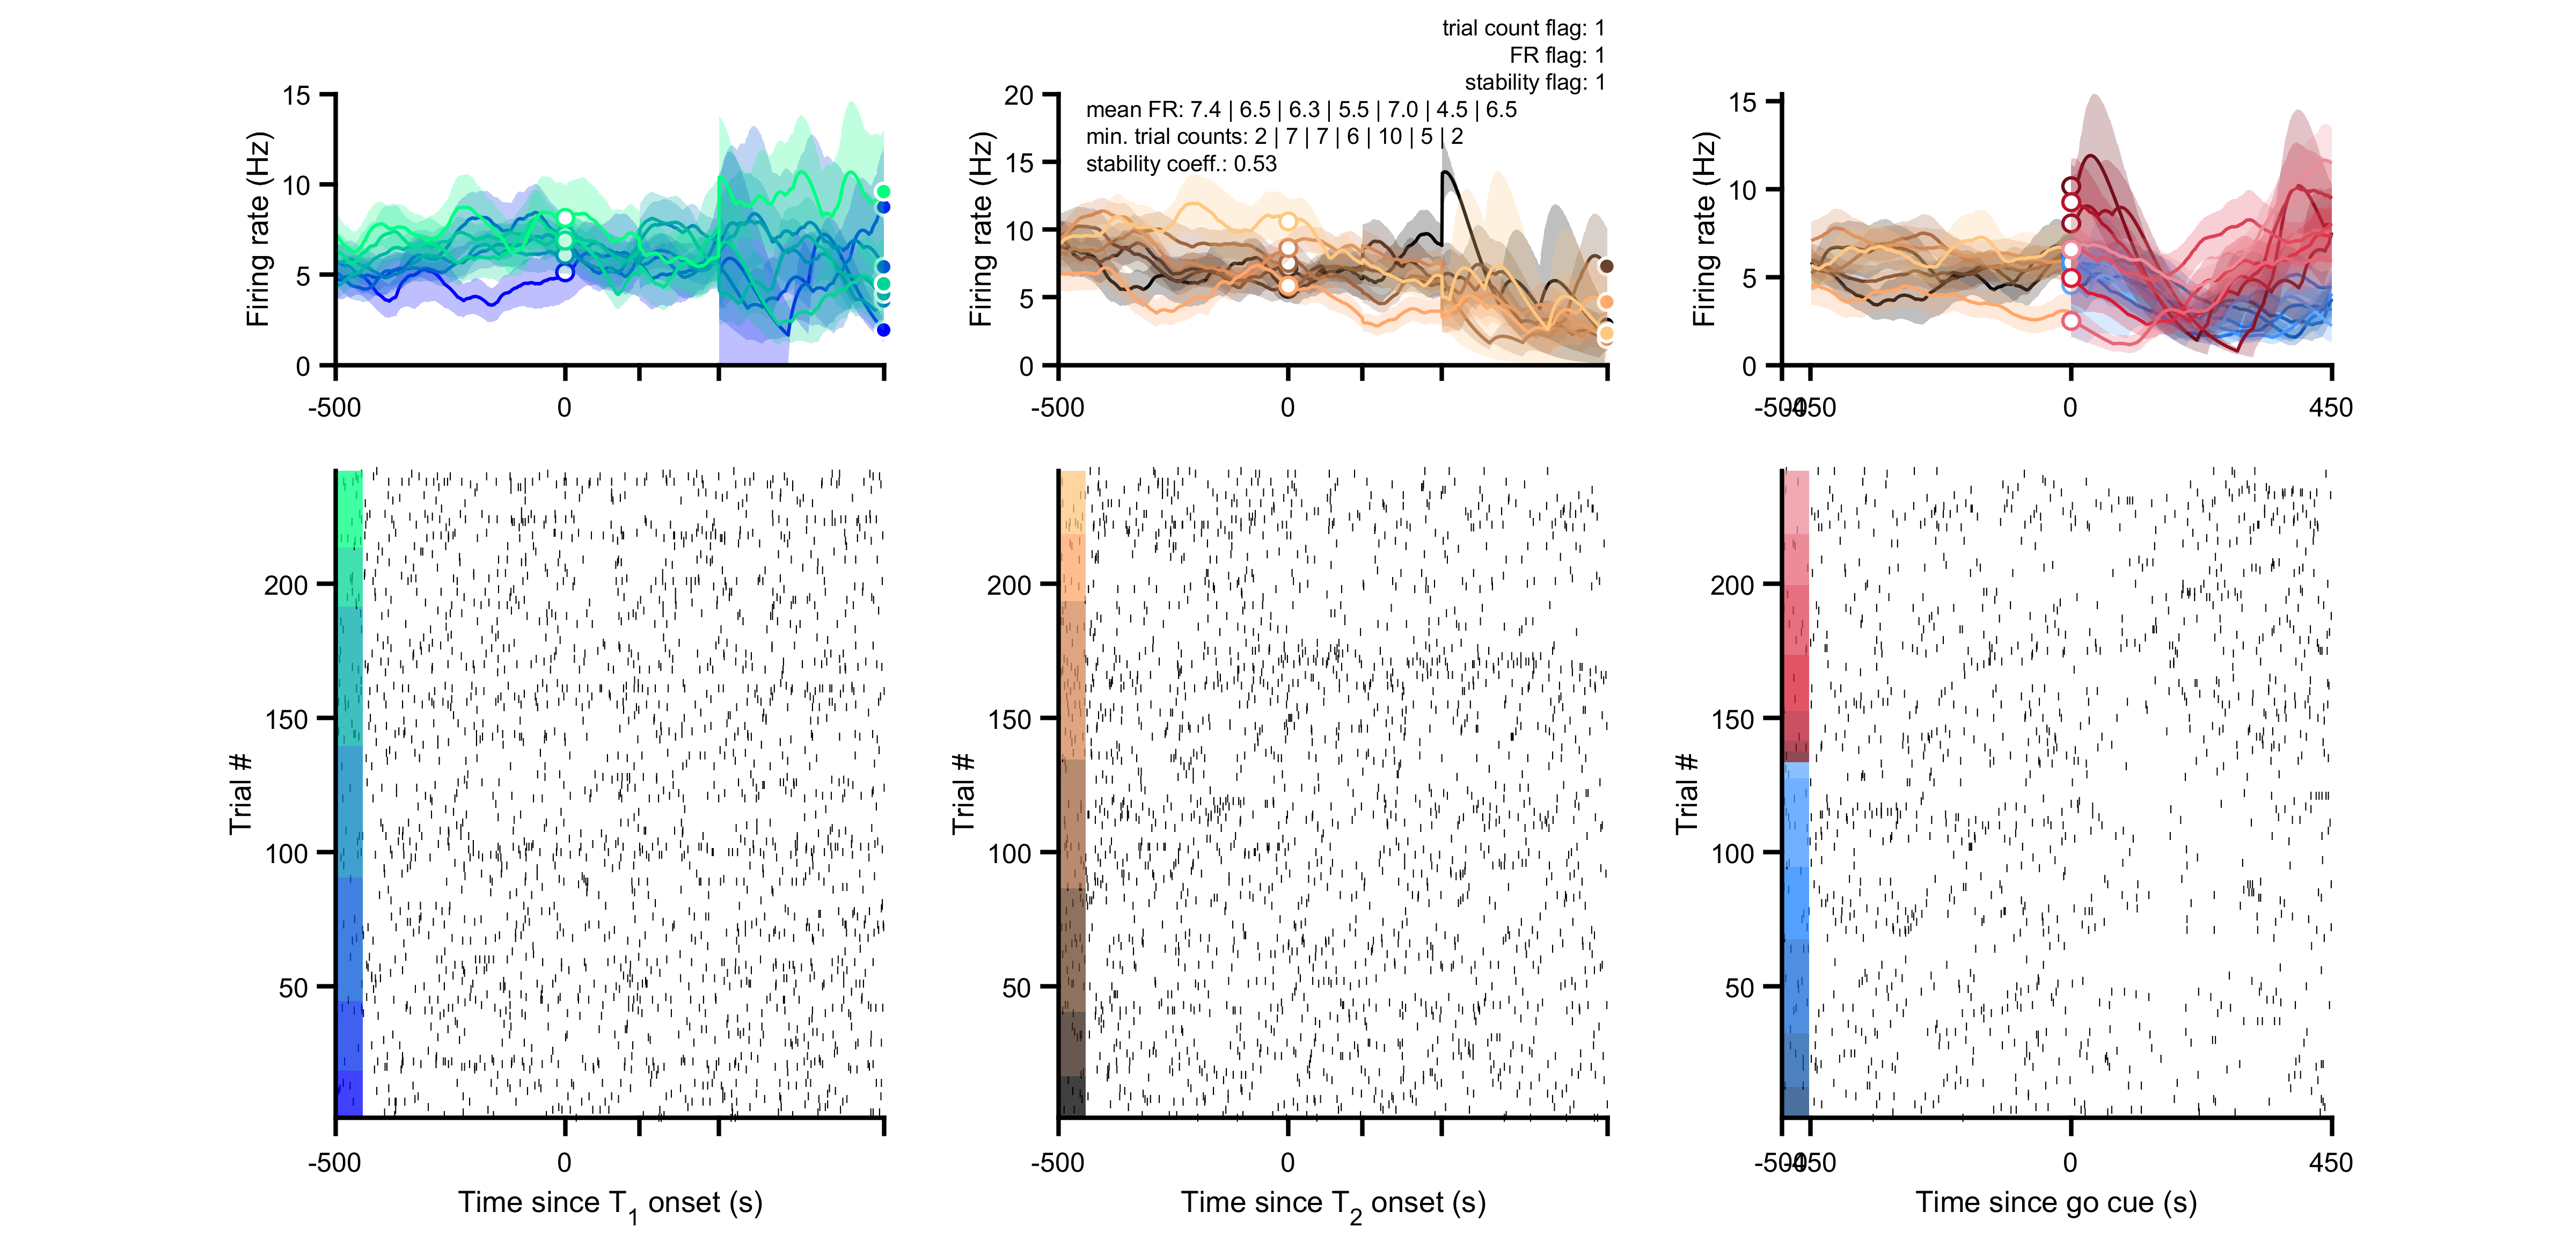 trial count flag: 1
FR flag: 1
stability flag: 1
mean FR: 7.4 | 6.5 | 6.3 | 5.5 | 7.0 | 4.5 | 6.5
min. trial counts: 2 | 7 | 7 | 6 | 10 | 5 | 2
stability coeff.: 0.53
Firing rate (Hz)
15
10
5
0
-500
0
Firing rate (Hz)
20
15
10
5
0
-500
0
Firing rate (Hz)
15
10
5
0
-500
-450
0
450
Trial #
200
150
100
50
-500
0
Time since T1 onset (s)
Trial #
200
150
100
50
-500
0
Time since T2 onset (s)
Trial #
200
150
100
50
-500
-450
0
450
Time since go cue (s)